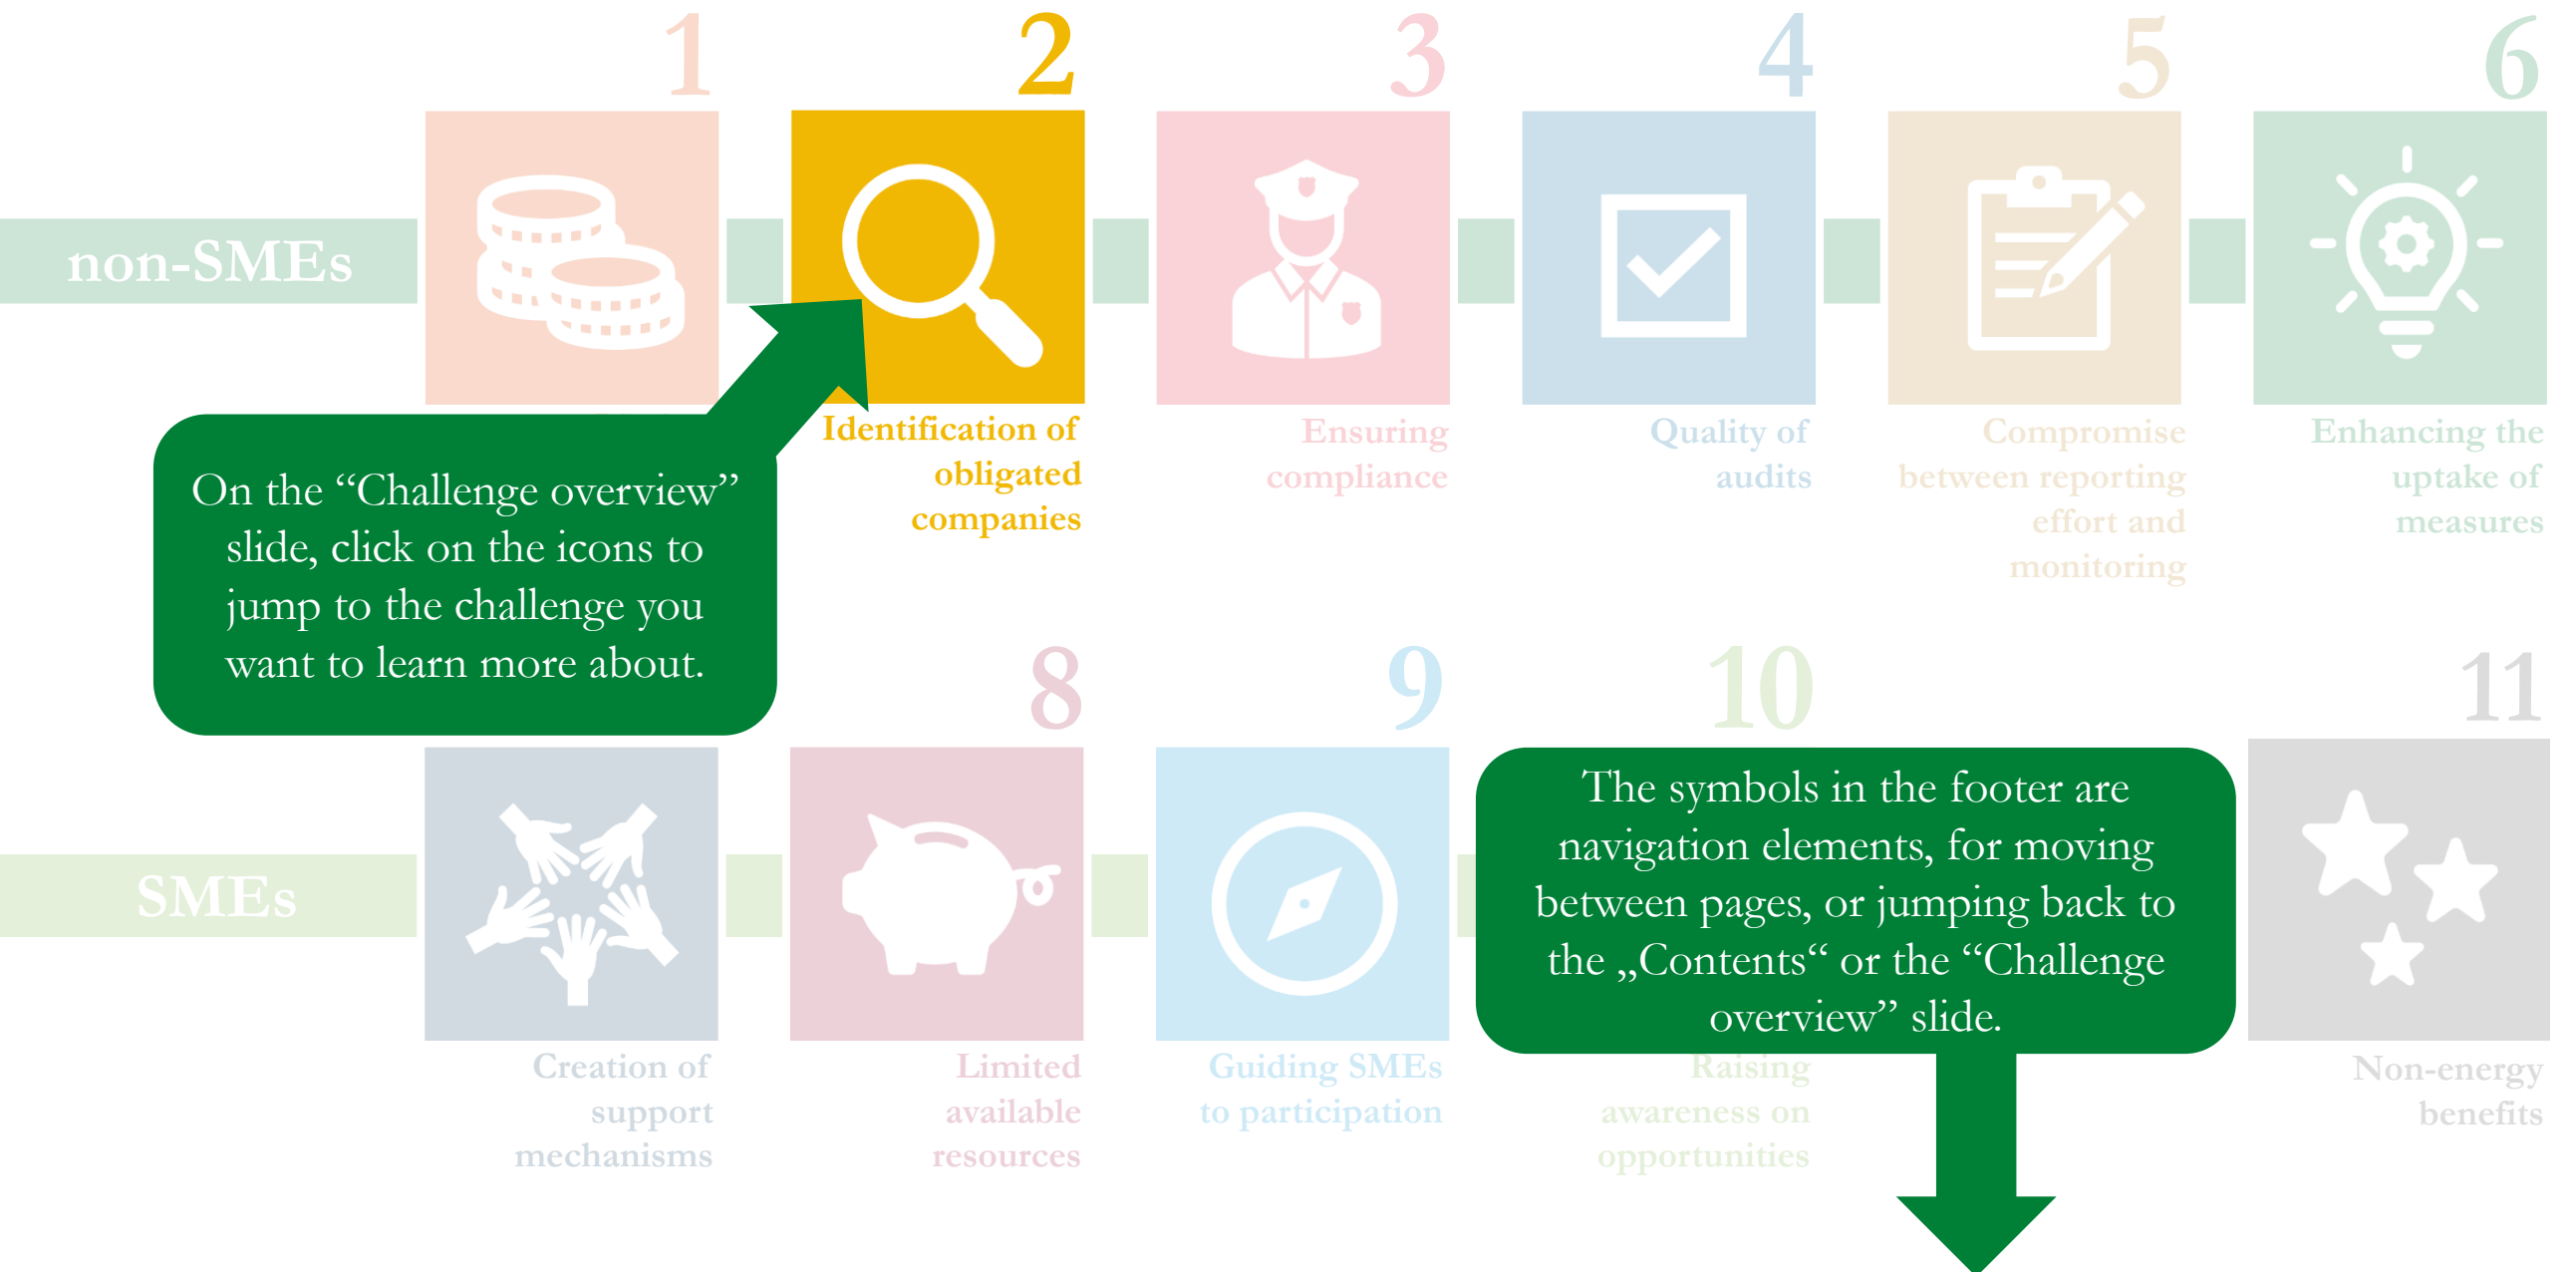 1
2
3
4
5
6
non-SMEs
Identification of
obligated
companies
Ensuring
compliance
Quality of
audits
Compromise
between reporting
effort and
monitoring
Enhancing the
uptake of
measures
On the “Challenge overview”
slide, click on the icons to
jump to the challenge you
want to learn more about.
8
9
10
11
SMEs
The symbols in the footer are
navigation elements, for moving
between pages, or jumping back to
the „Contents“ or the “Challenge
overview” slide.
Creation of
support
mechanisms
Limited
available
resources
Guiding SMEs
to participation
Raising
awareness on
opportunities
Non-energy
benefits